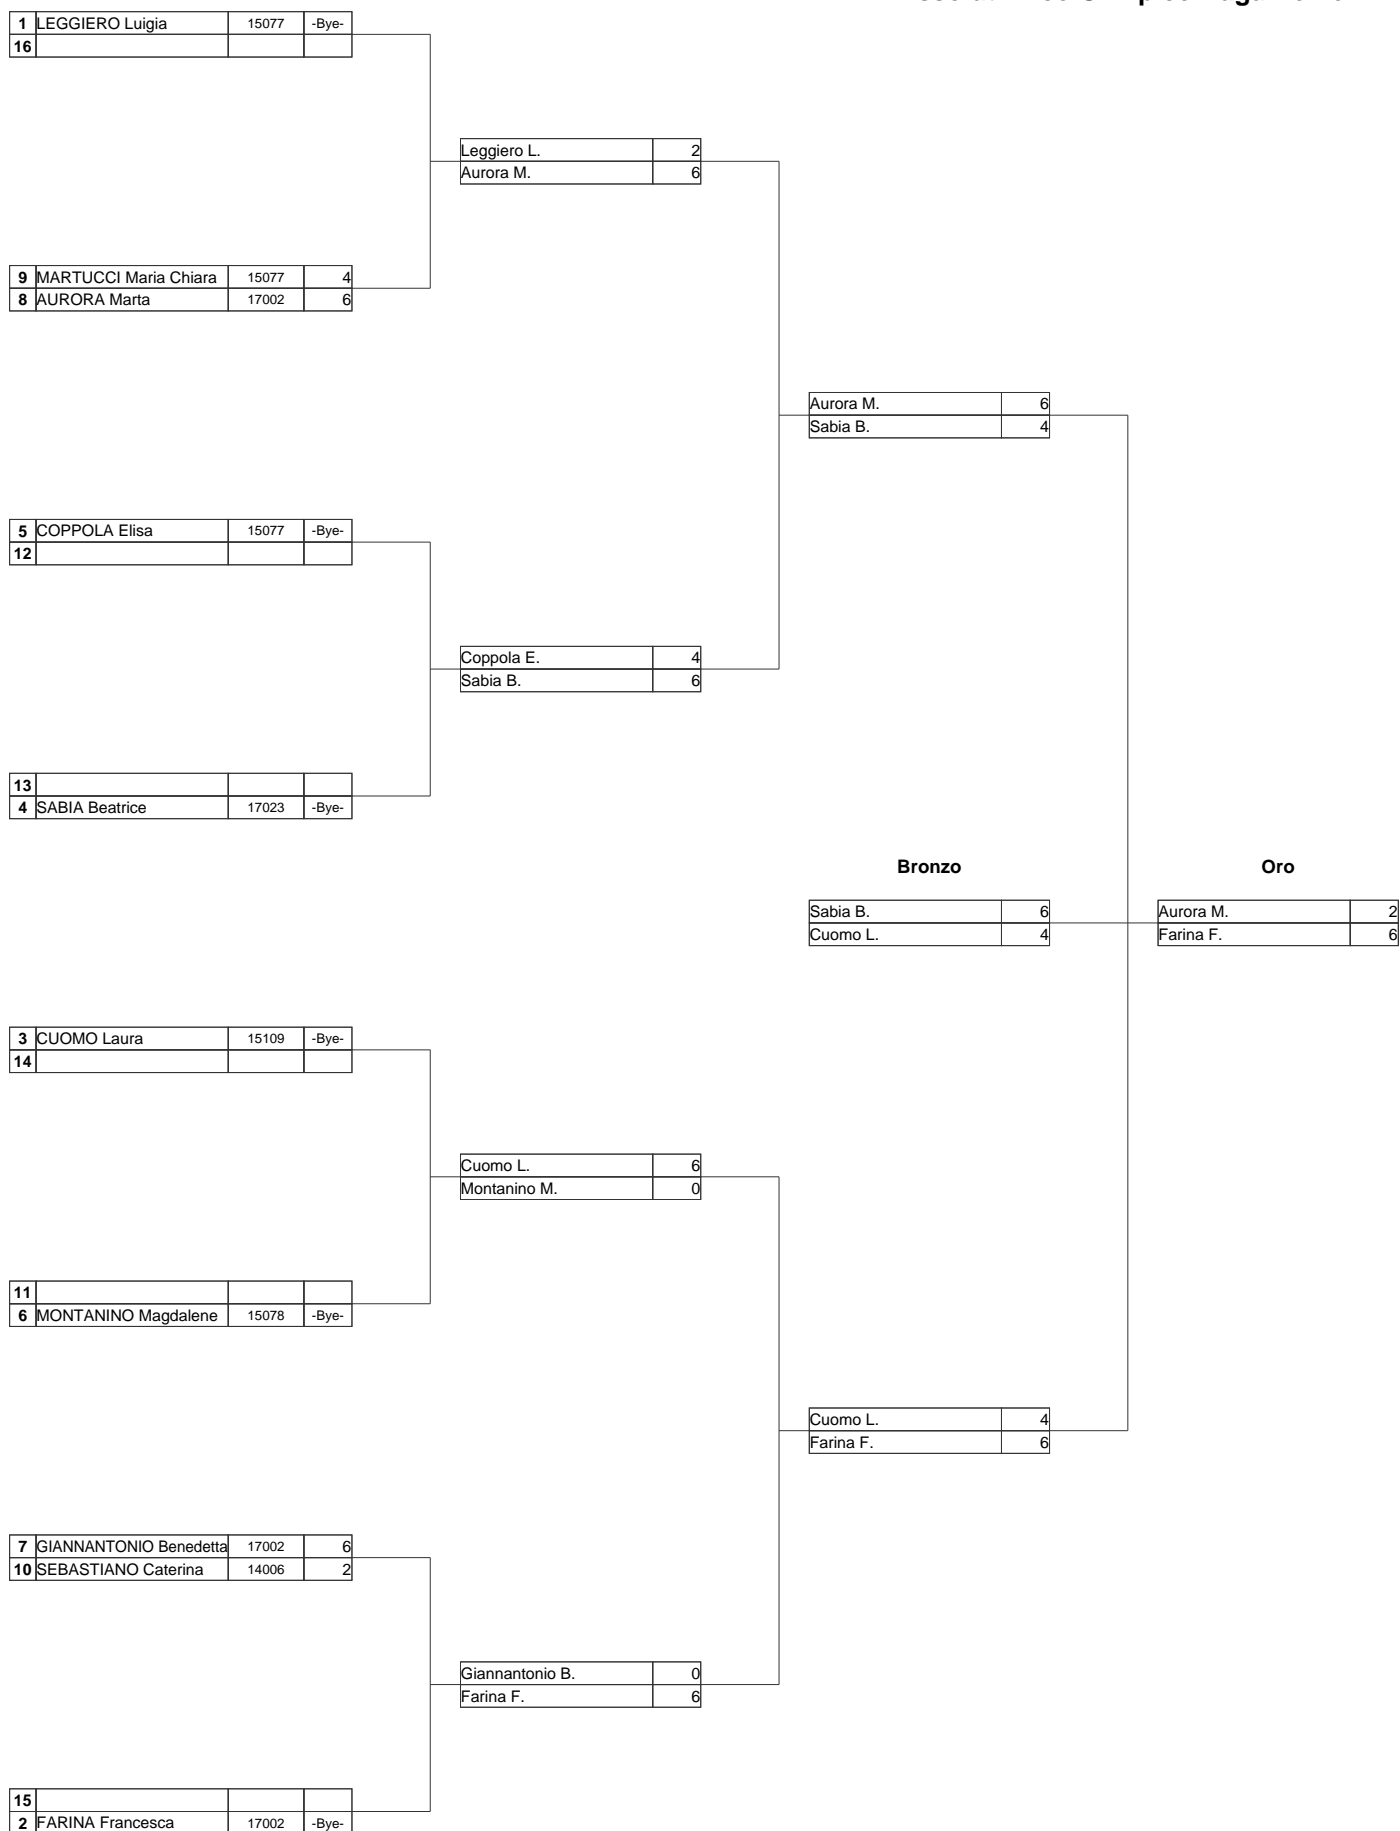 1 LEGGIERO Luigia 15077 -Bye-
16
Leggiero L. 2
Aurora M. 6
9 MARTUCCI Maria Chiara 15077 4
8 AURORA Marta 17002 6
Aurora M. 6
Sabia B. 4
5 COPPOLA Elisa 15077 -Bye-
12
Coppola E. 4
Sabia B. 6
13
4 SABIA Beatrice 17023 -Bye-
Bronzo Oro
Sabia B. 6 Aurora M. 2
Cuomo L. 4 Farina F. 6
3 CUOMO Laura 15109 -Bye-
14
Cuomo L. 6
Montanino M. 0
11
6 MONTANINO Magdalene 15078 -Bye-
Cuomo L. 4
Farina F. 6
7 GIANNANTONIO Benedetta 17002 6
10 SEBASTIANO Caterina 14006 2
Giannantonio B. 0
Farina F. 6
15
2 FARINA Francesca 17002 -Bye-